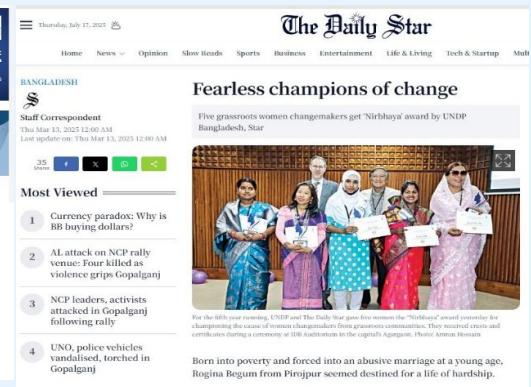 Thursday, July 17, 2025
The Daily Star
Home News Opinion Slow Reads Sports Business Entertainment Life & Living Tech & Startup
BANGLADESH
S
Staff Correspondent
Thu Mar 13, 2025 12:00 AM
Last update on: Thu Mar 13, 2025 12:00 AM
35
Shares
Most Viewed
1 Currency paradox: Why is
BB buying dollars?
2 AL attack on NCP rally
venue: Four killed as
violence grips Gopalganj
3 NCP leaders, activists
attacked in Gopalganj
following rally
4 UNO, police vehicles
vandalised, torched in
Gopalganj
Fearless champions of change
Five grassroots women changemakers get 'Nirbhaya' award by UNDP
Bangladesh, Star
For the fifth year running, UNDP and The Daily Star gave five women the "Nirbhaya" award yesterday for
championing the cause of women changemakers from grassroots communities. They received crests and
certificates during a ceremony at IDB Auditorium in the capital's Agargaon. Photo: Amran Hossain
Born into poverty and forced into an abusive marriage at a young age,
Rogina Begum from Pirojpur seemed destined for a life of hardship.